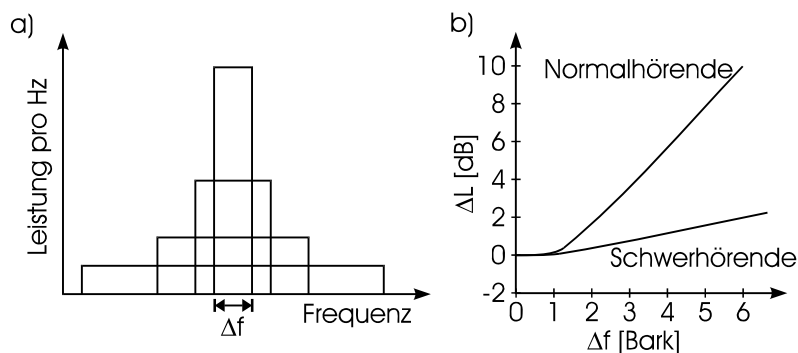 a)
Leistung pro Hz
Frequenz
Δf
b)
ΔL [dB]
10
8
6
4
2
0
-2
Normalhörende
Schwerhörende
0 1 2 3 4 5 6
Δf [Bark]